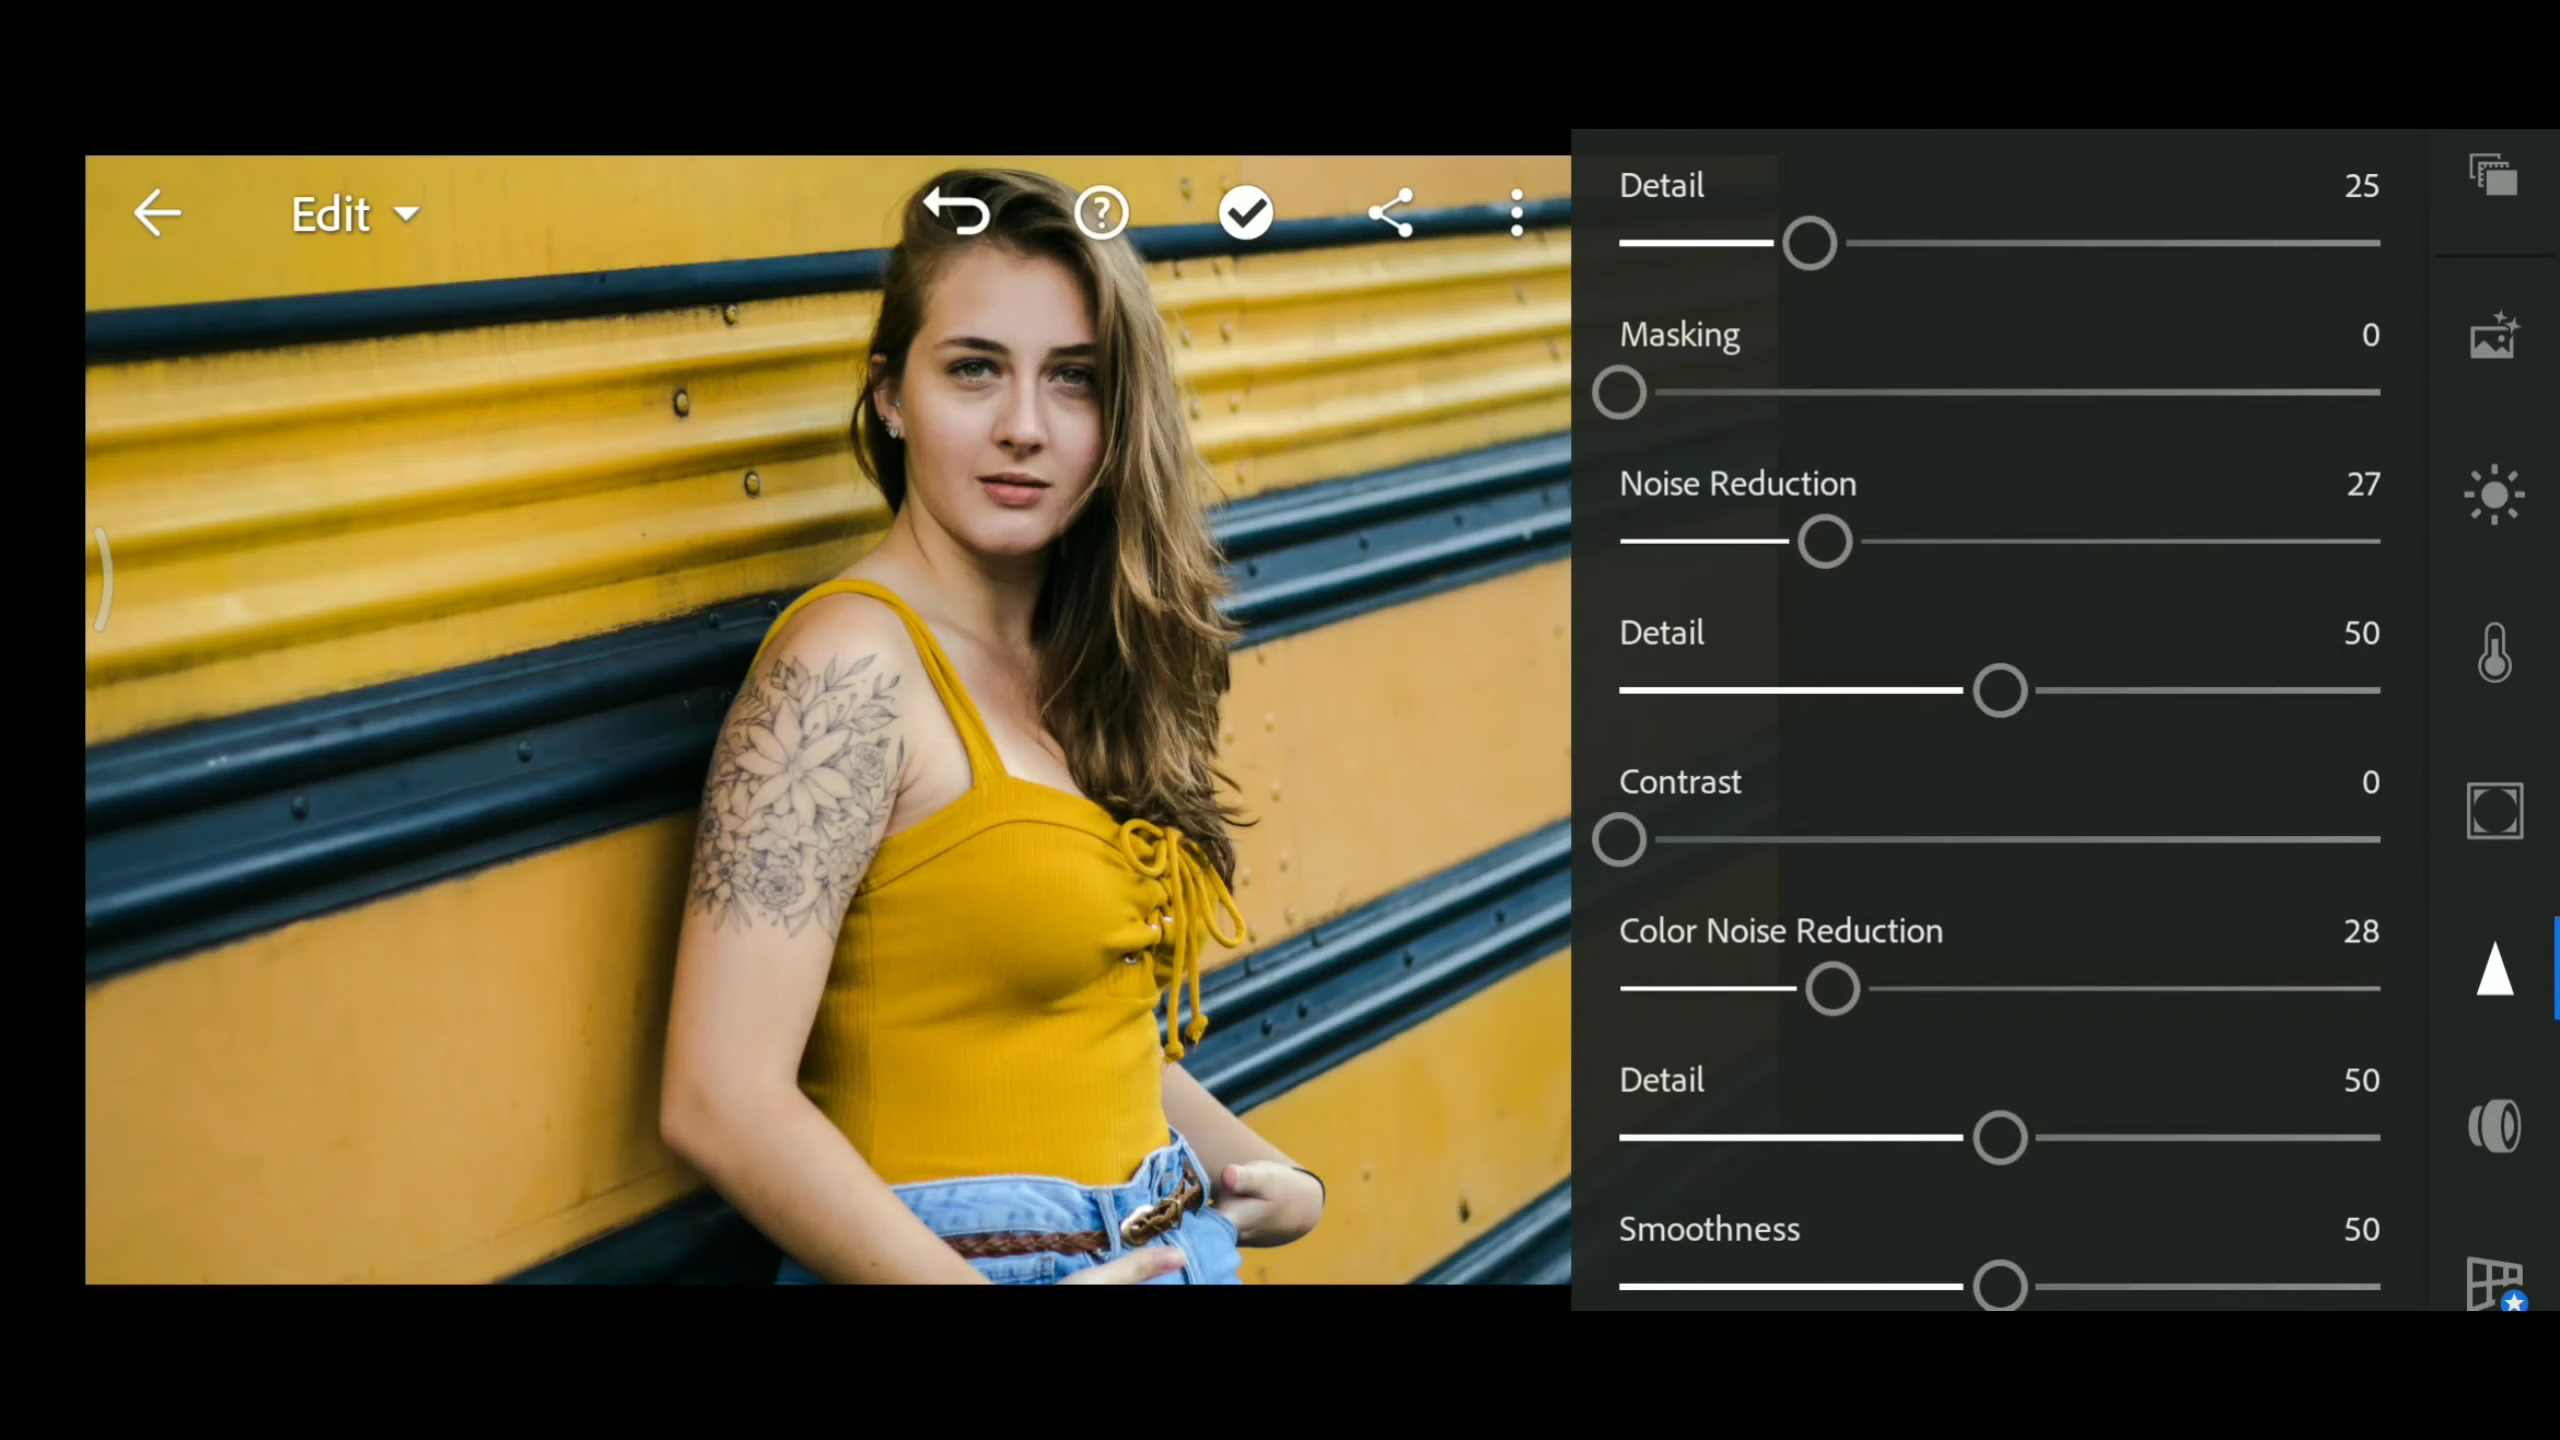 Edit
Detail 25
Masking 0
Noise Reduction 27
Detail 50
Contrast 0
Color Noise Reduction 28
Detail 50
Smoothness 50